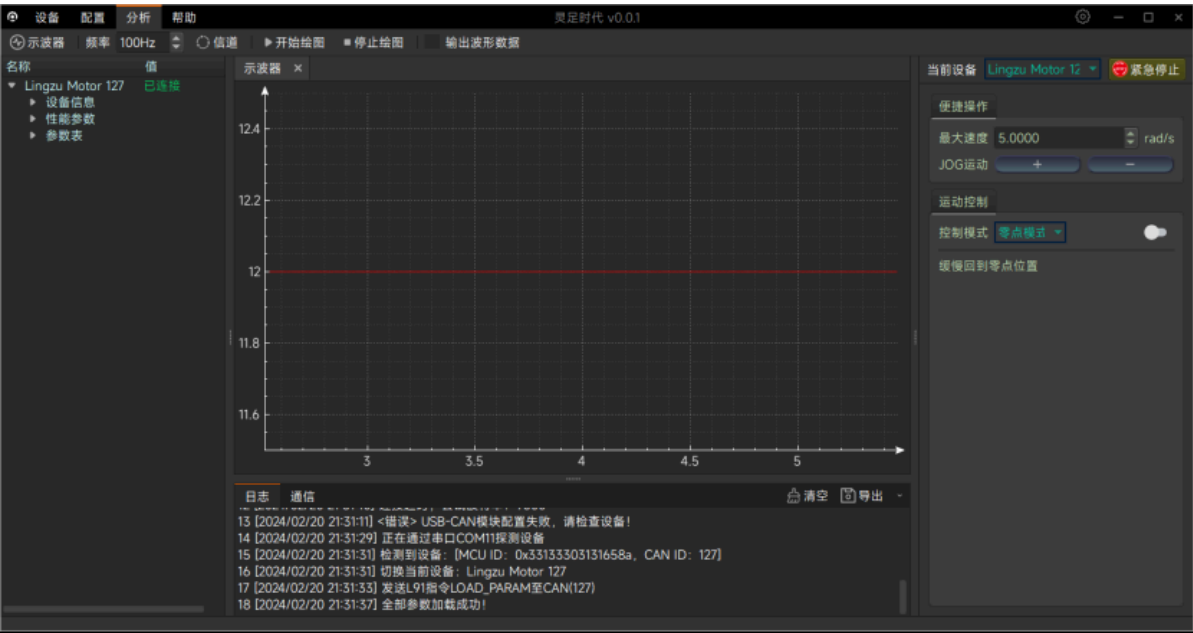 设备 配置 分析 帮助 灵足时代 v0.0.1
示波器 频率 100Hz 信道 开始绘图 停止绘图 输出波形数据
名称 值
Lingzu Motor 127 已连接
设备信息
性能参数
参数表
示波器 ×
12.4
12.2
12
11.8
11.6
3 3.5 4 4.5 5
日志 通信 清空 导出
13 [2024/02/20 21:31:11] <错误> USB-CAN模块配置失败，请检查设备!
14 [2024/02/20 21:31:29] 正在通过串口COM11探测设备
15 [2024/02/20 21:31:31] 检测到设备：[MCU ID：0x33133303131658a，CAN ID：127]
16 [2024/02/20 21:31:31] 切换当前设备：Lingzu Motor 127
17 [2024/02/20 21:31:33] 发送L91指令LOAD_PARAM至CAN(127)
18 [2024/02/20 21:31:37] 全部参数加载成功!
当前设备 Lingzu Motor 12 紧急停止
便捷操作
最大速度 5.0000 rad/s
JOG运动 + −
运动控制
控制模式 零点模式
缓慢回到零点位置